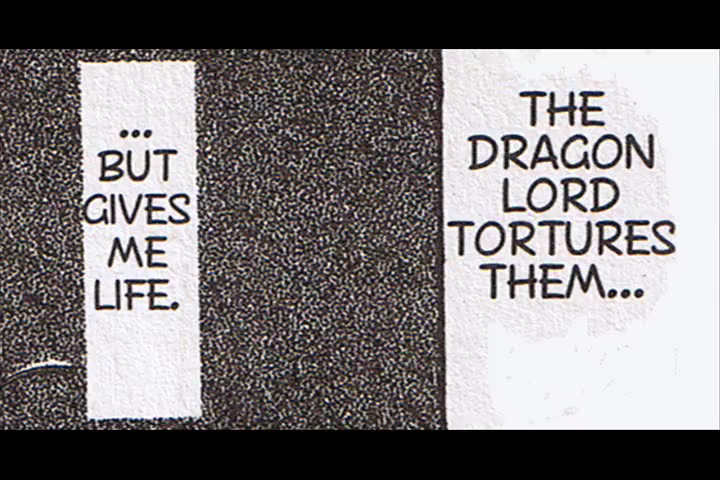 THE
DRAGON
LORD
TORTURES
THEM...
...
BUT
GIVES
ME
LIFE.